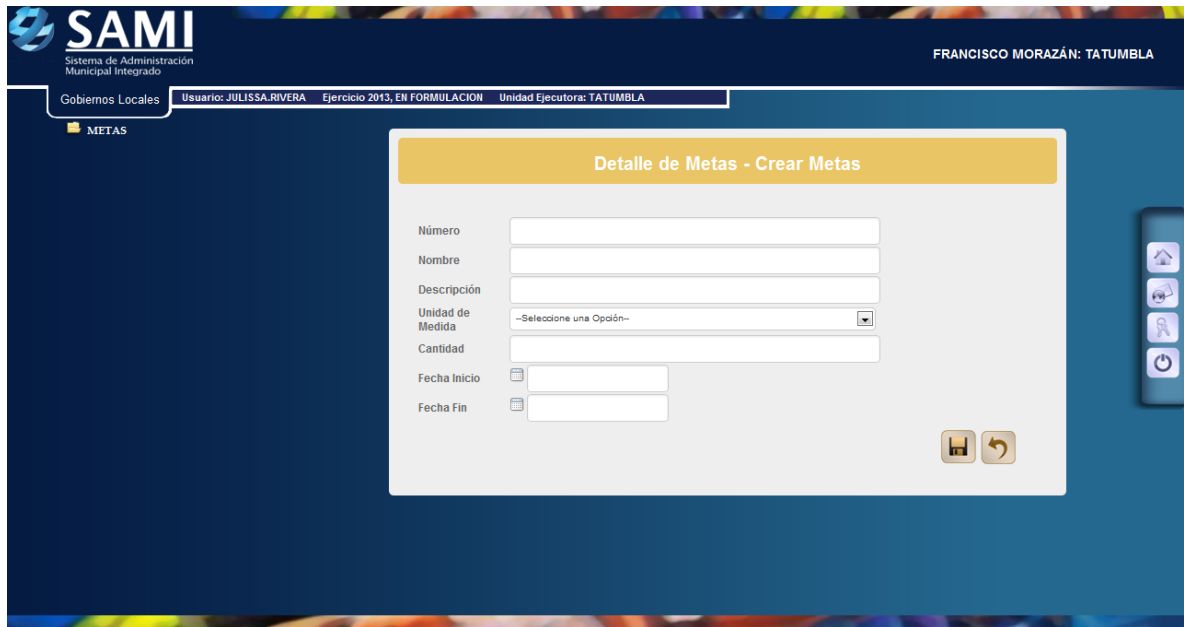 SAMI
Sistema de Administración
Municipal Integrado
FRANCISCO MORAZÁN: TATUMBLA
Gobiernos Locales
Usuario: JULISSA.RIVERA Ejercicio 2013, EN FORMULACION Unidad Ejecutora: TATUMBLA
METAS
Detalle de Metas - Crear Metas
Número
Nombre
Descripción
Unidad de
Medida
--Seleccione una Opción--
Cantidad
Fecha Inicio
Fecha Fin